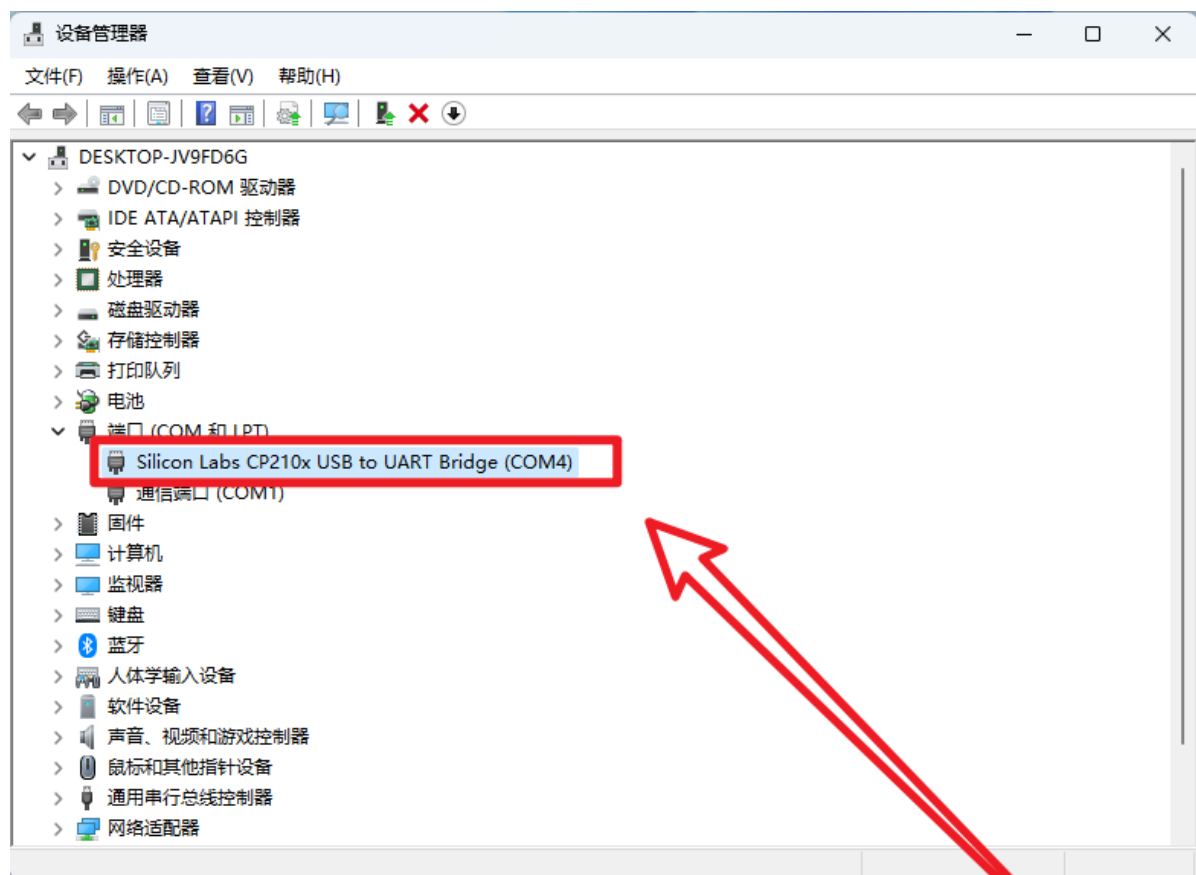 设备管理器
文件(F) 操作(A) 查看(V) 帮助(H)
DESKTOP-JV9FD6G
DVD/CD-ROM 驱动器
IDE ATA/ATAPI 控制器
安全设备
处理器
磁盘驱动器
存储控制器
打印队列
电池
端口 (COM 和 LPT)
Silicon Labs CP210x USB to UART Bridge (COM4)
通信端口 (COM1)
固件
计算机
监视器
键盘
蓝牙
人体学输入设备
软件设备
声音、视频和游戏控制器
鼠标和其他指针设备
通用串行总线控制器
网络适配器